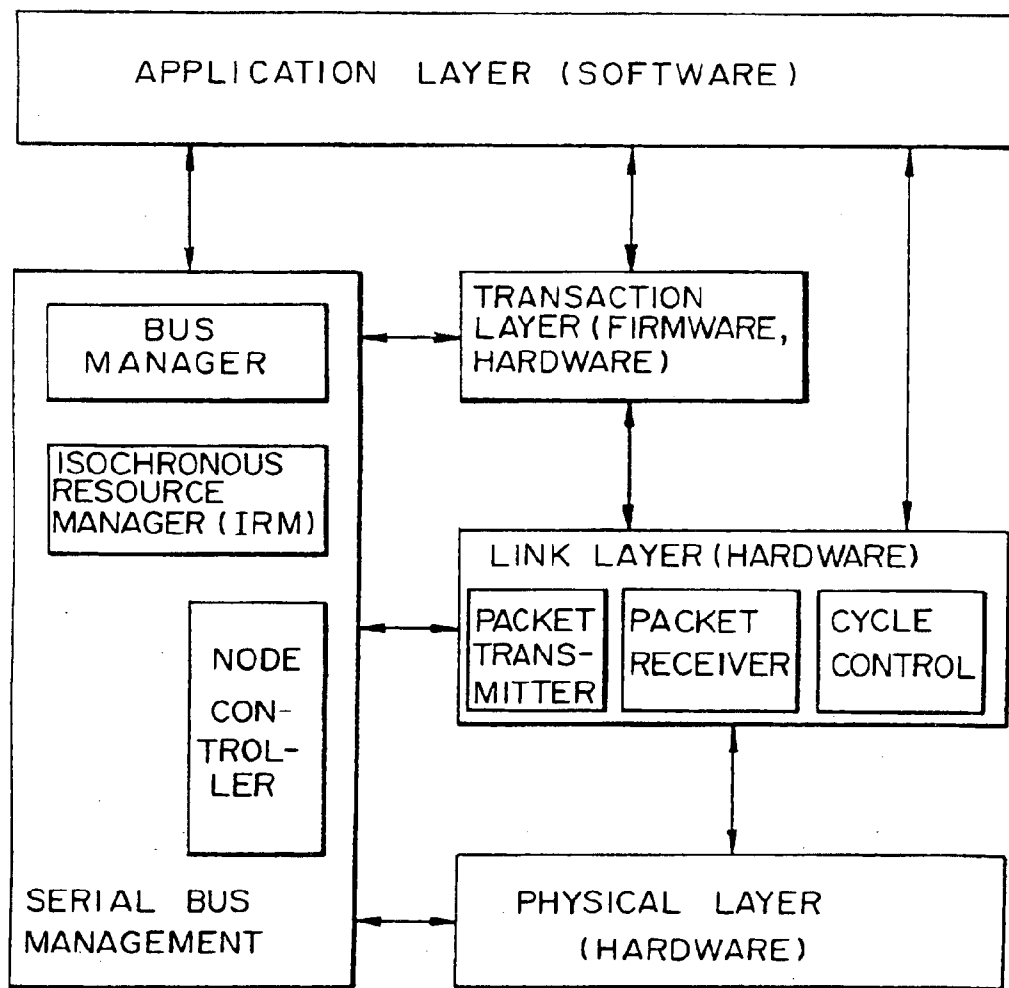 APPLICATION LAYER (SOFTWARE)
BUS
MANAGER
TRANSACTION
LAYER (FIRMWARE,
HARDWARE)
ISOCHRONOUS
RESOURCE
MANAGER (IRM)
LINK LAYER (HARDWARE)
PACKET
TRANS-
MITTER
PACKET
RECEIVER
CYCLE
CONTROL
NODE
CON-
TROL-
LER
SERIAL BUS
MANAGEMENT
PHYSICAL LAYER
(HARDWARE)